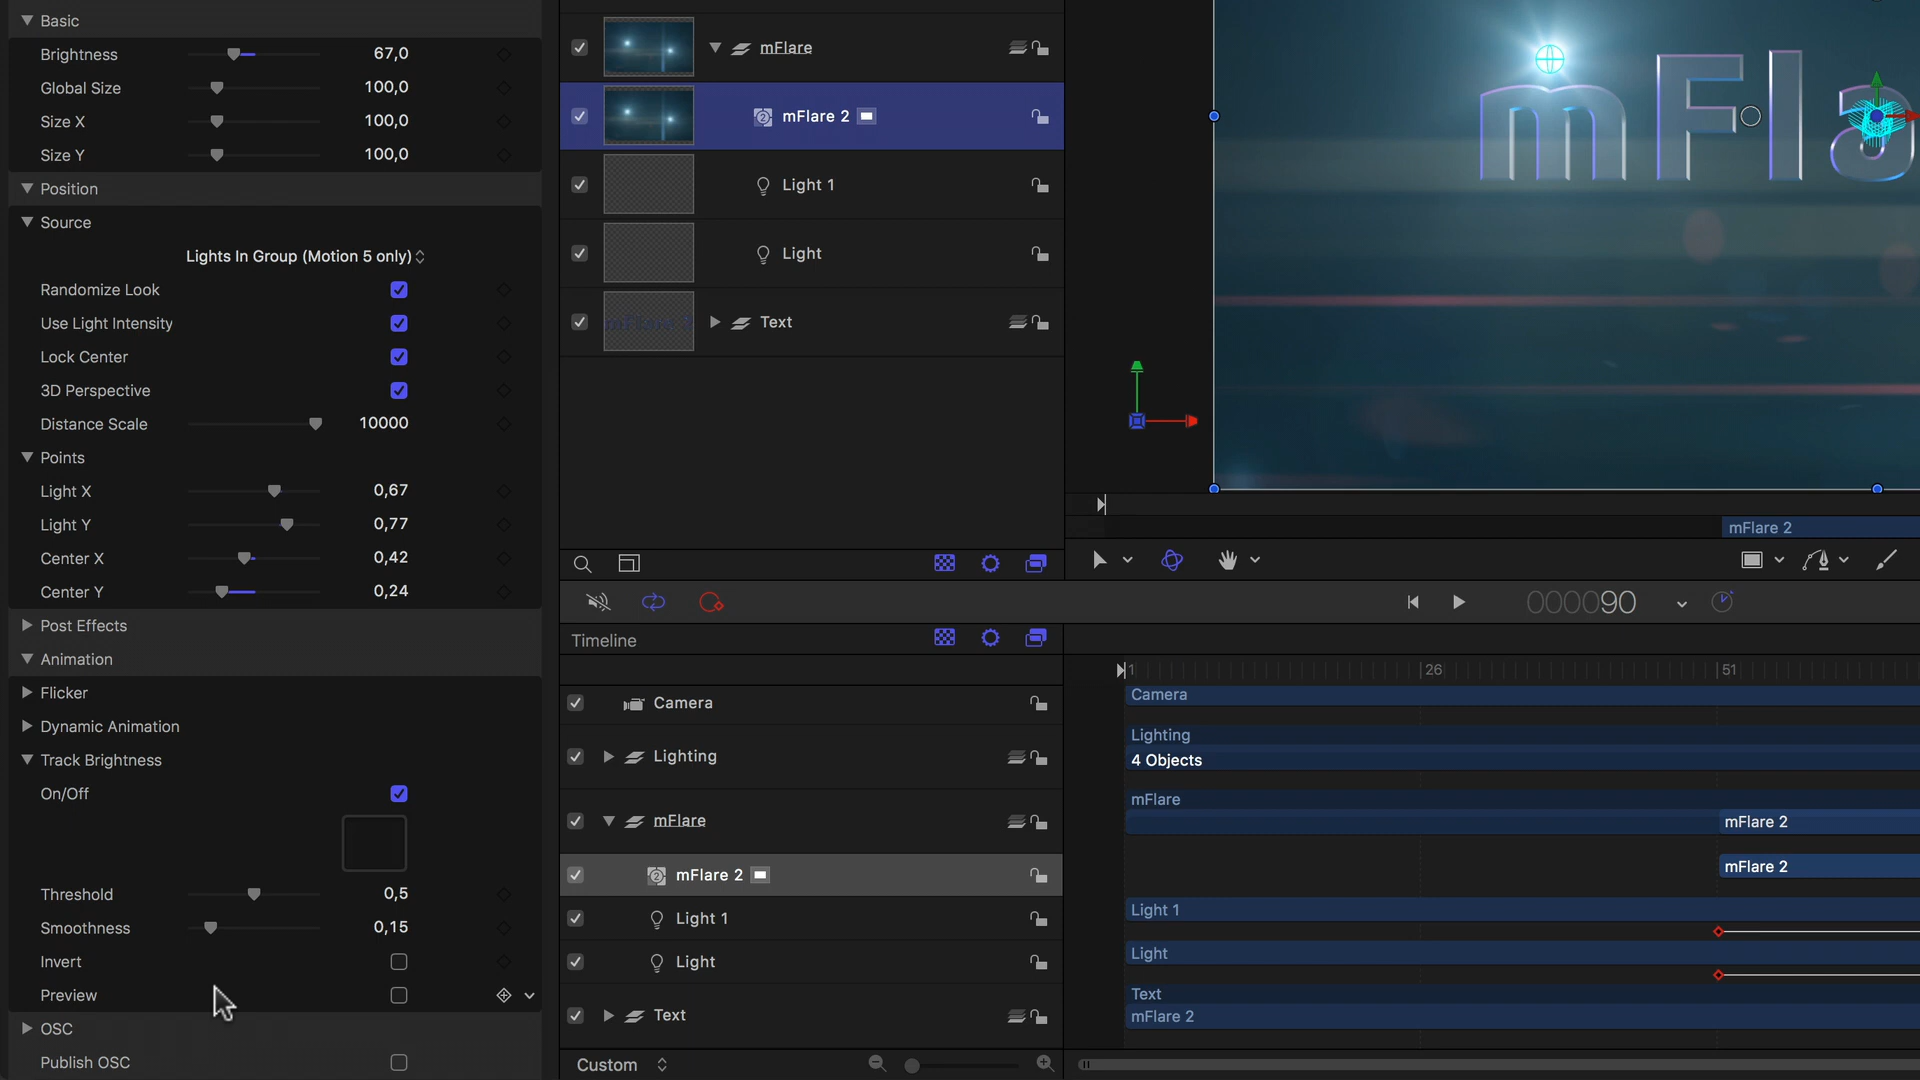 Basic
Brightness 67,0
Global Size 100,0
Size X 100,0
Size Y 100,0
Position
Source
Lights In Group (Motion 5 only)
Randomize Look
Use Light Intensity
Lock Center
3D Perspective
Distance Scale 10000
Points
Light X 0,67
Light Y 0,77
Center X 0,42
Center Y 0,24
Post Effects
Animation
Flicker
Dynamic Animation
Track Brightness
On/Off
Threshold 0,5
Smoothness 0,15
Invert
Preview
OSC
Publish OSC
mFlare
mFlare 2
Light 1
Light
Text
mFla
mFlare 2
000090
Timeline
1 26 51
Camera
Lighting
mFlare
mFlare 2
Light 1
Light
Text
Custom
Camera
Lighting
4 Objects
mFlare
mFlare 2
mFlare 2
Light 1
Light
Text
mFlare 2